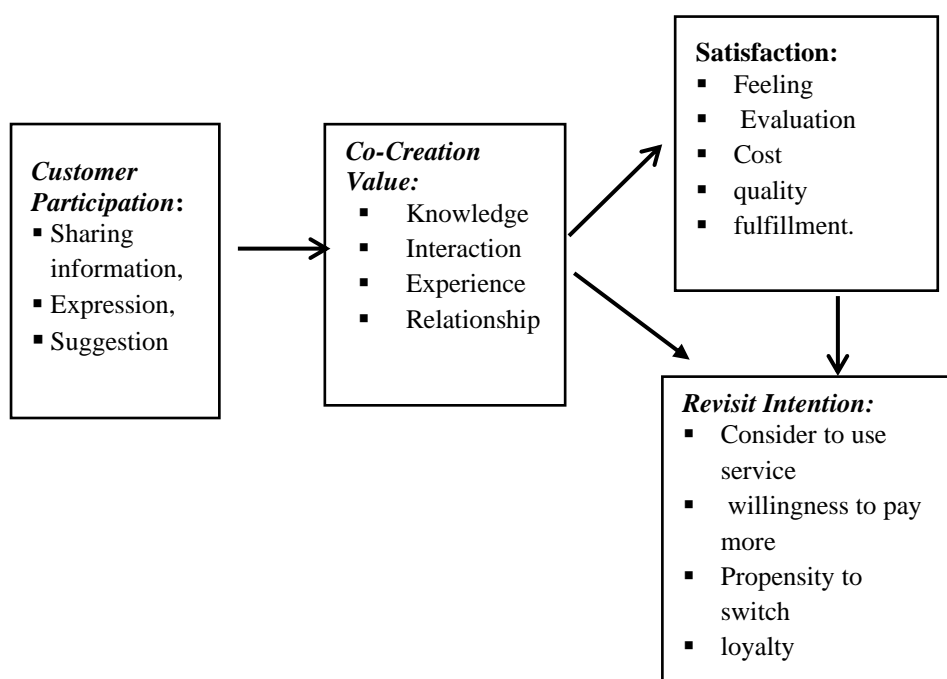 Customer
Participation:
▪ Sharing
information,
▪ Expression,
▪ Suggestion
Co-Creation
Value:
▪ Knowledge
▪ Interaction
▪ Experience
▪ Relationship
Satisfaction:
▪ Feeling
▪ Evaluation
▪ Cost
▪ quality
▪ fulfillment.
Revisit Intention:
▪ Consider to use
service
▪ willingness to pay
more
▪ Propensity to
switch
▪ loyalty